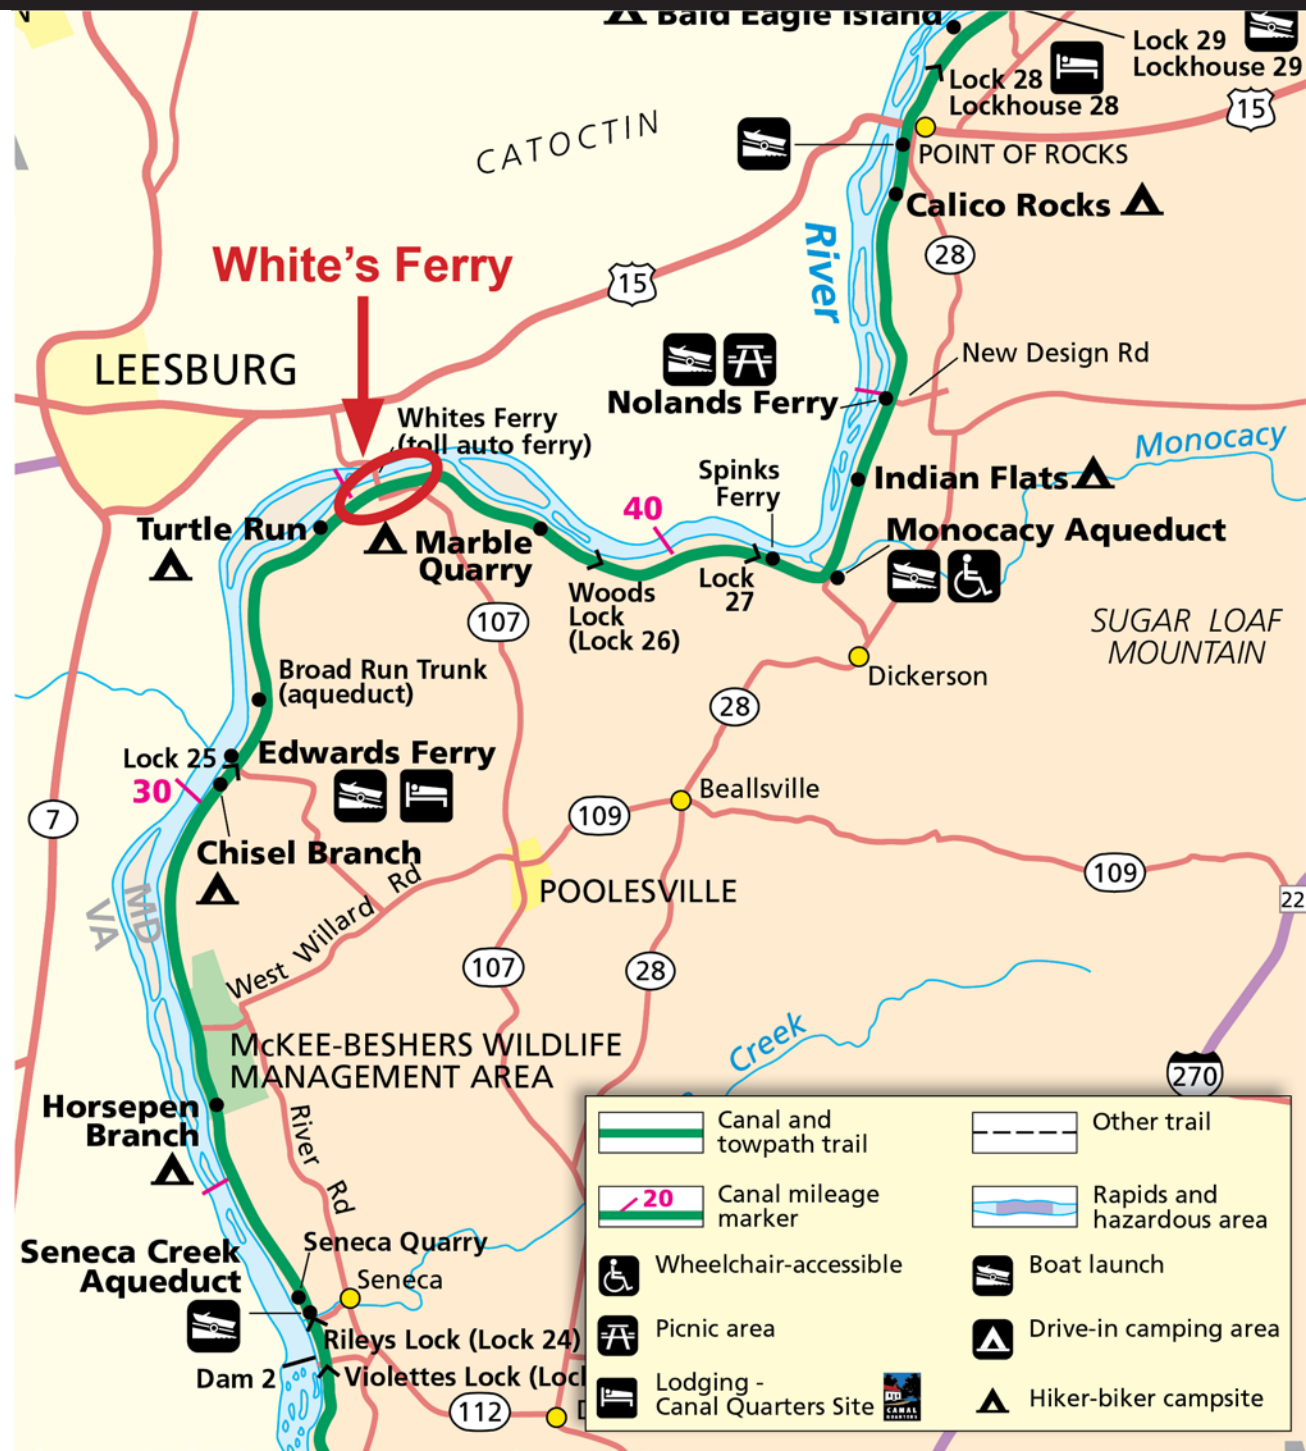 Bald Eagle Island
Lock 29
Lockhouse 29
Lock 28
Lockhouse 28
15
CATOCTIN
POINT OF ROCKS
Calico Rocks
River
28
White's Ferry
15
New Design Rd
LEESBURG
Nolands Ferry
Whites Ferry
(toll auto ferry)
Monocacy
Spinks
Ferry
Indian Flats
40
Turtle Run
Monocacy Aqueduct
Marble
Quarry
Lock
27
Woods
Lock
(Lock 26)
107
SUGAR LOAF
MOUNTAIN
Dickerson
Broad Run Trunk
(aqueduct)
28
Lock 25
Edwards Ferry
30
Beallsville
7
109
Chisel Branch
109
West Willard Rd
POOLESVILLE
22
MD
VA
107
28
Creek
McKEE-BESHERS WILDLIFE
MANAGEMENT AREA
270
Horsepen
Branch
River Rd
Seneca Quarry
Seneca Creek
Aqueduct
Seneca
Rileys Lock (Lock 24)
Dam 2
Violettes Lock (Loc
112
Canal and
towpath trail
Other trail
20
Canal mileage
marker
Rapids and
hazardous area
Wheelchair-accessible
Boat launch
Picnic area
Drive-in camping area
Lodging -
Canal Quarters Site
CANAL
QUARTERS
Hiker-biker campsite